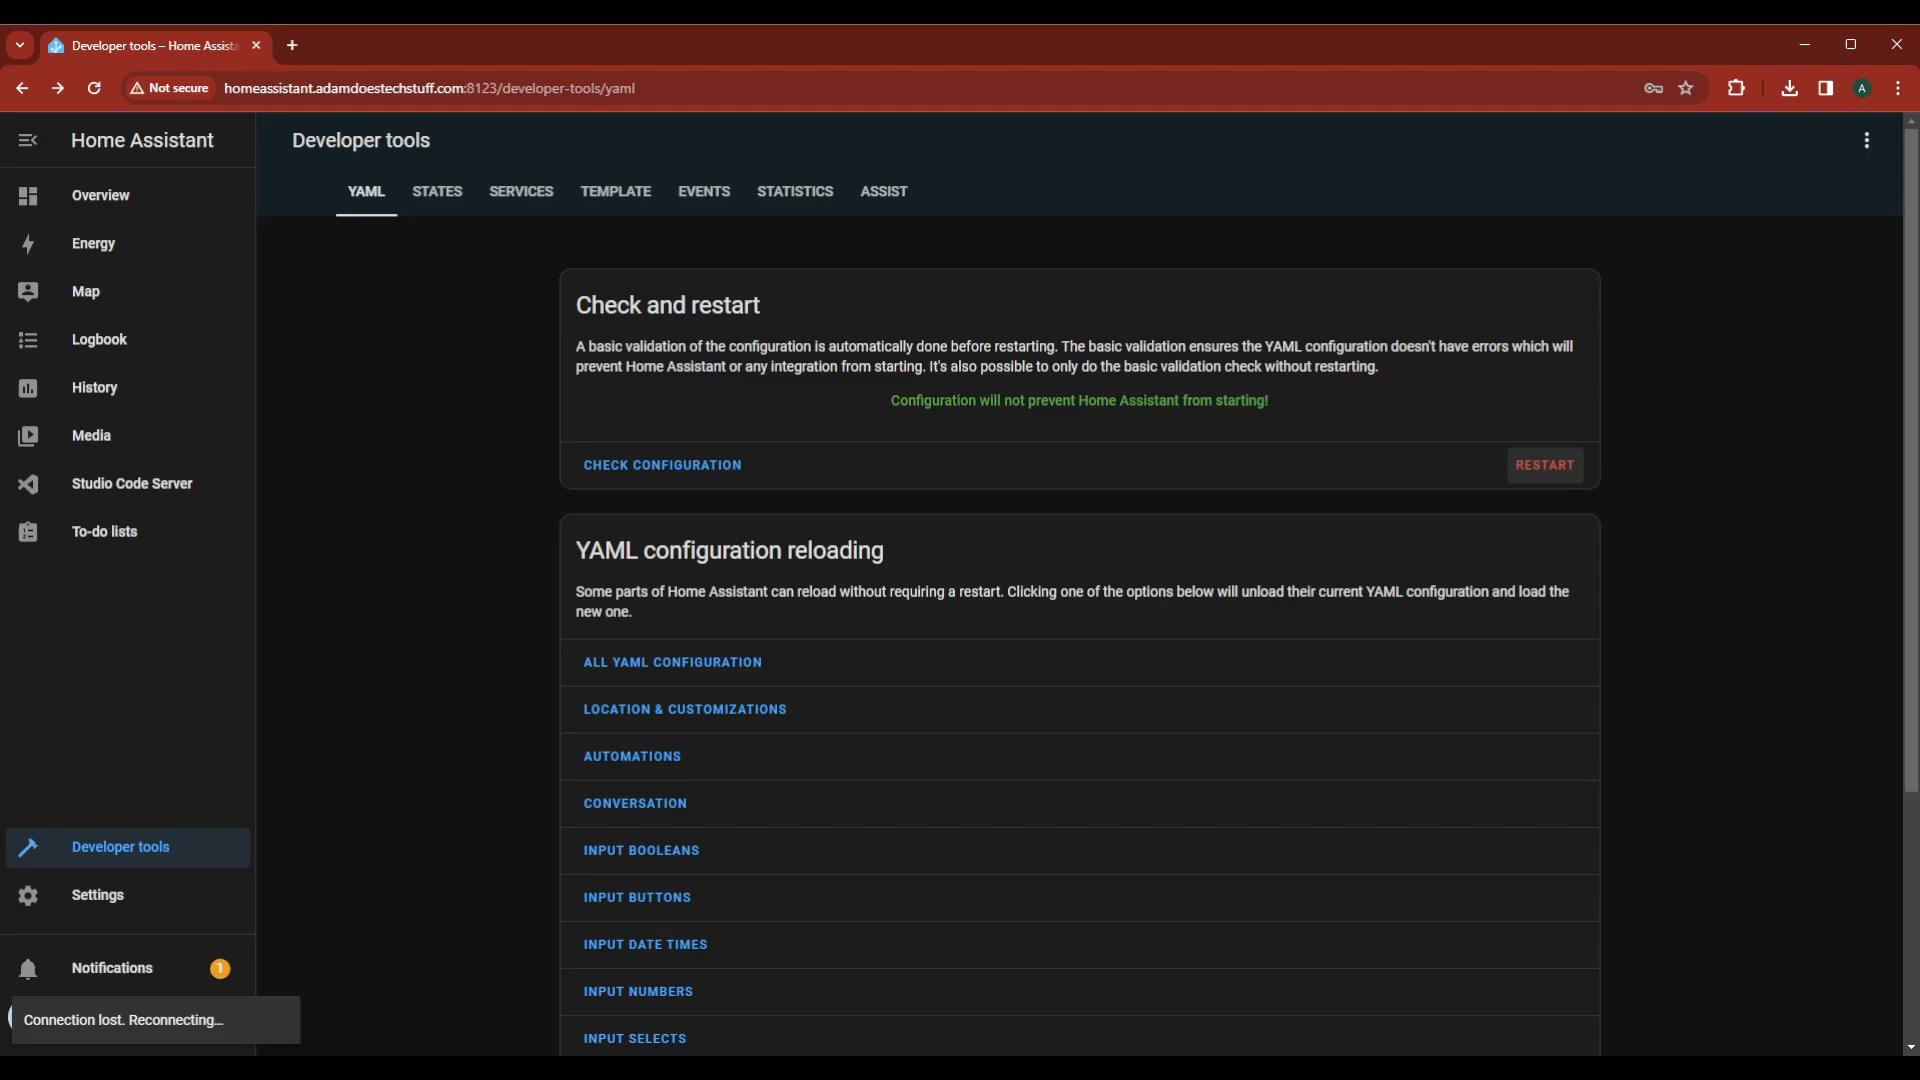 Developer tools – Home Assista
Not secure
homeassistant.adamdoestechstuff.com:8123/developer-tools/yaml
A
Home Assistant
Developer tools
YAML STATES SERVICES TEMPLATE EVENTS STATISTICS ASSIST
Overview
Energy
Map
Logbook
History
Media
Studio Code Server
To-do lists
Developer tools
Settings
Notifications 1
Connection lost. Reconnecting...
Check and restart
A basic validation of the configuration is automatically done before restarting. The basic validation ensures the YAML configuration doesn't have errors which will
prevent Home Assistant or any integration from starting. It's also possible to only do the basic validation check without restarting.
Configuration will not prevent Home Assistant from starting!
CHECK CONFIGURATION RESTART
YAML configuration reloading
Some parts of Home Assistant can reload without requiring a restart. Clicking one of the options below will unload their current YAML configuration and load the
new one.
ALL YAML CONFIGURATION
LOCATION & CUSTOMIZATIONS
AUTOMATIONS
CONVERSATION
INPUT BOOLEANS
INPUT BUTTONS
INPUT DATE TIMES
INPUT NUMBERS
INPUT SELECTS